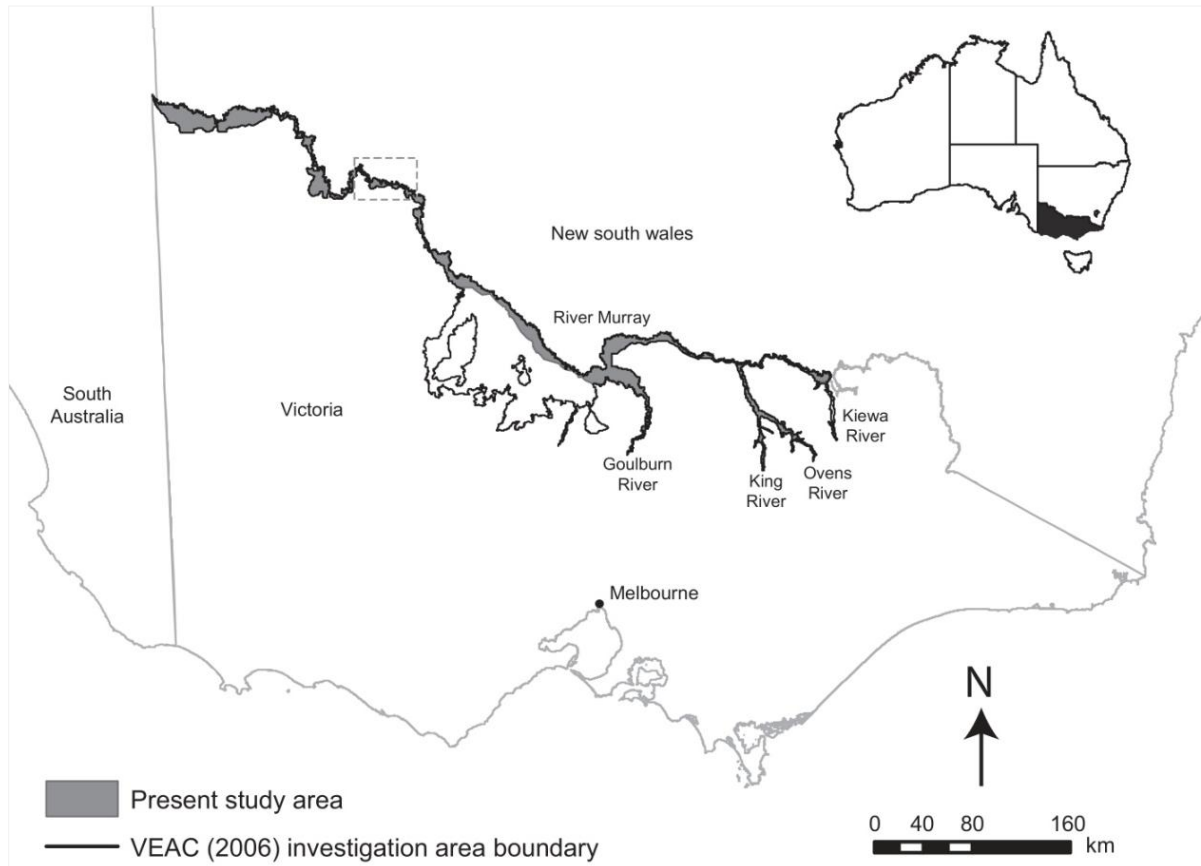 New south wales
River Murray
South
Australia
Victoria
Kiewa
River
Goulburn
River
King
River
Ovens
River
Melbourne
N
Present study area
VEAC (2006) investigation area boundary
0 40 80 160
km